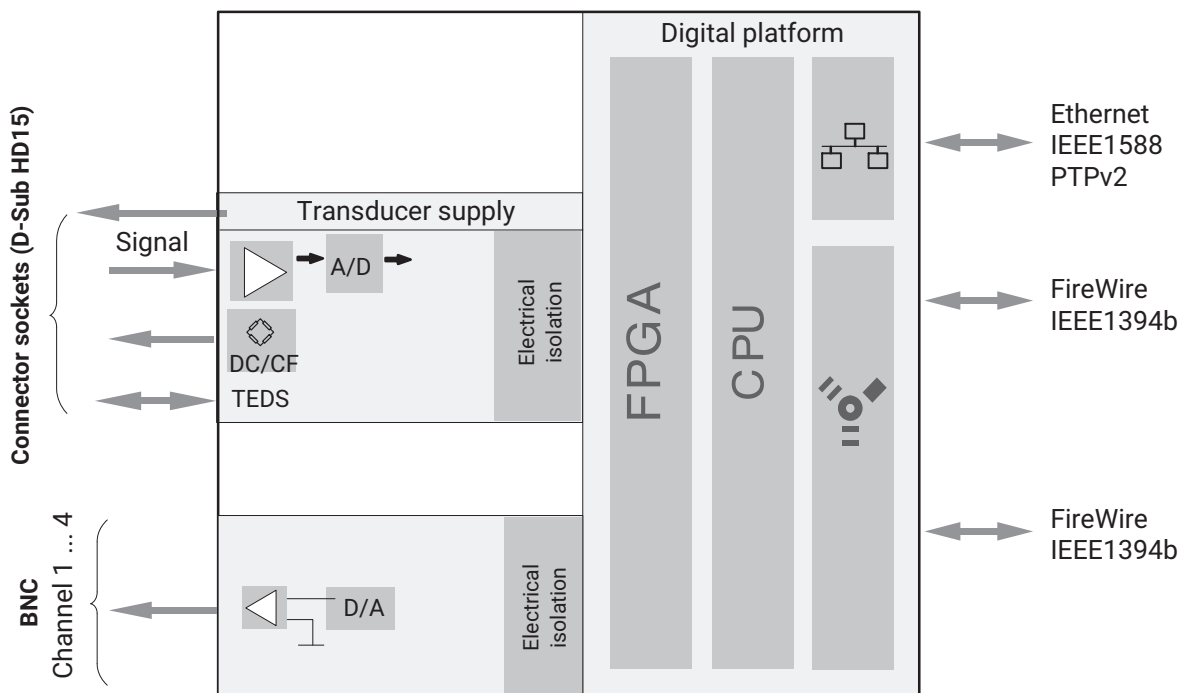 Digital platform
Connector sockets (D-Sub HD15)
Transducer supply
Signal
A/D
DC/CF
TEDS
Electrical
isolation
FPGA
CPU
Ethernet
IEEE1588
PTPv2
FireWire
IEEE1394b
BNC
Channel 1 ... 4
D/A
Electrical
isolation
FireWire
IEEE1394b